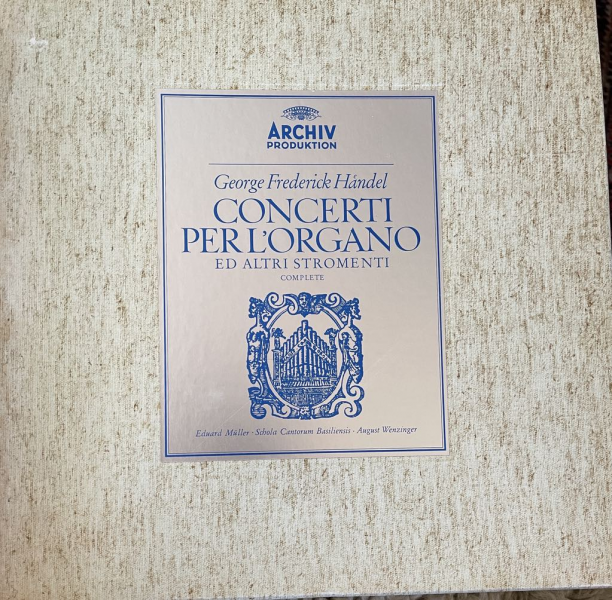 ARCHIV
PRODUKTION
George Frederick Händel
CONCERTI
PER L'ORGANO
ED ALTRI STROMENTI
COMPLETE
Eduard Müller · Schola Cantorum Basiliensis · August Wenzinger